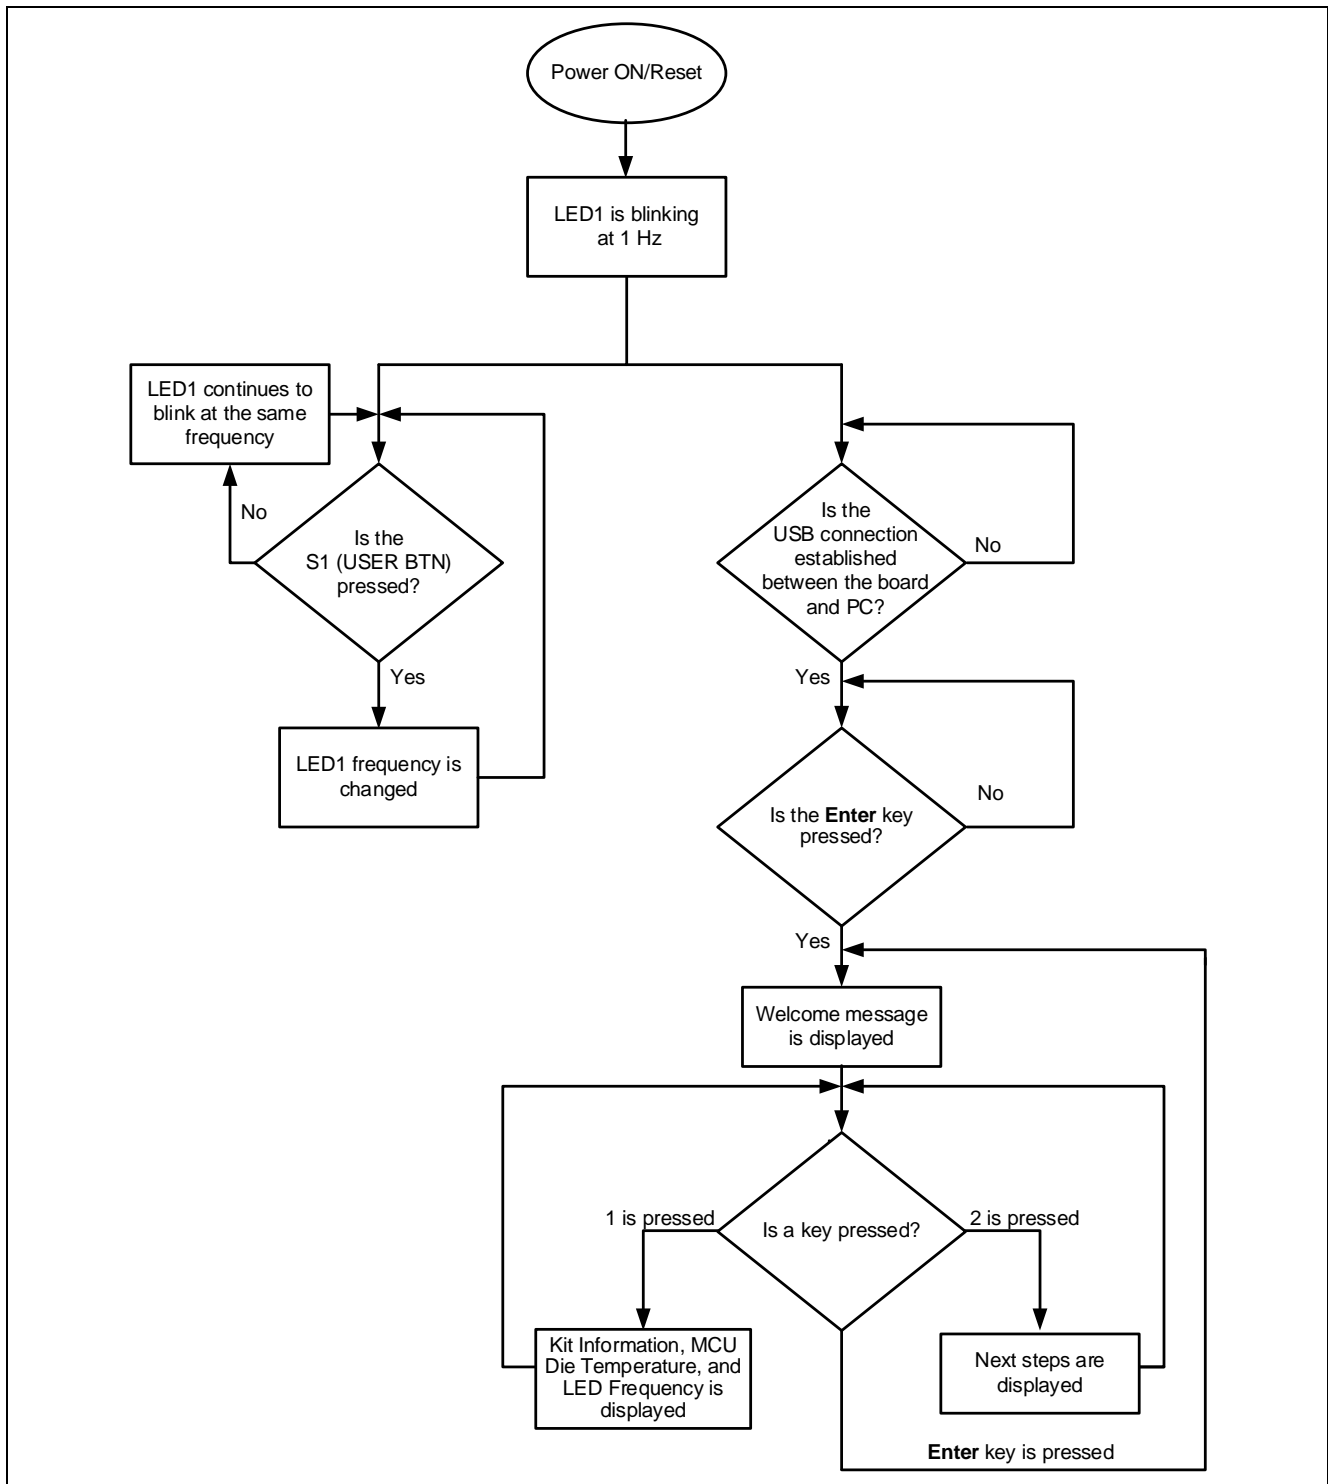 Power ON/Reset
LED1 is blinking
at 1 Hz
LED1 continues to
blink at the same
frequency
No
Is the
S1 (USER BTN)
pressed?
Yes
LED1 frequency is
changed
Is the
USB connection
established
between the board
and PC?
No
Yes
Is the Enter key
pressed?
No
Yes
Welcome message
is displayed
Is a key pressed?
1 is pressed
2 is pressed
Kit Information, MCU
Die Temperature, and
LED Frequency is
displayed
Next steps are
displayed
Enter key is pressed